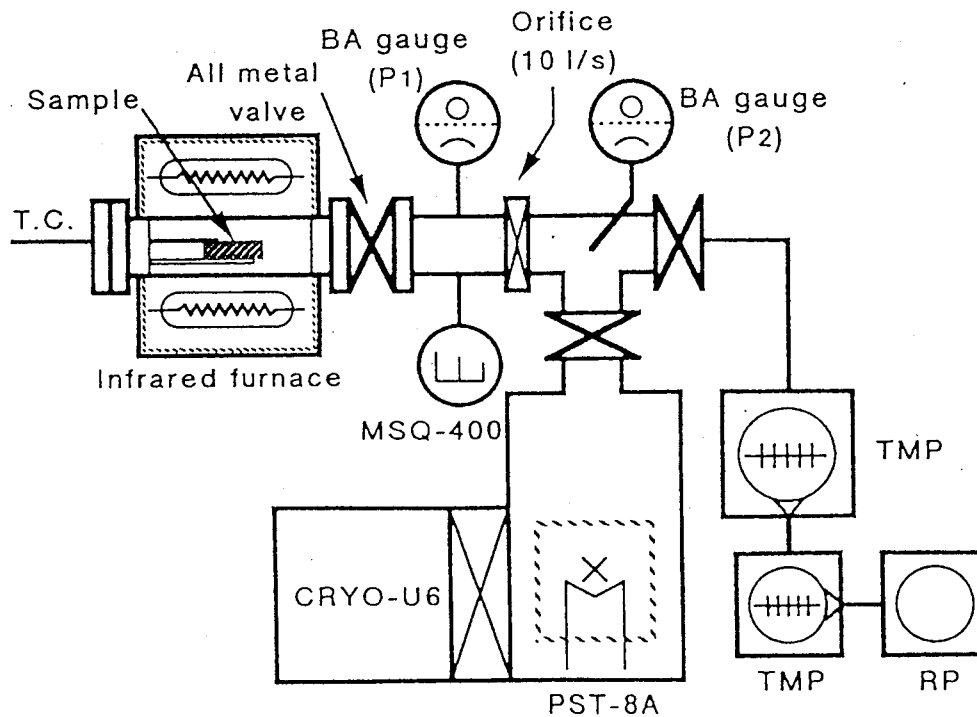 Orifice
(10 l/s)
BA gauge
(P1)
All metal
valve
BA gauge
(P2)
Sample
T.C.
Infrared furnace
MSQ-400
TMP
CRYO-U6
PST-8A
TMP
RP